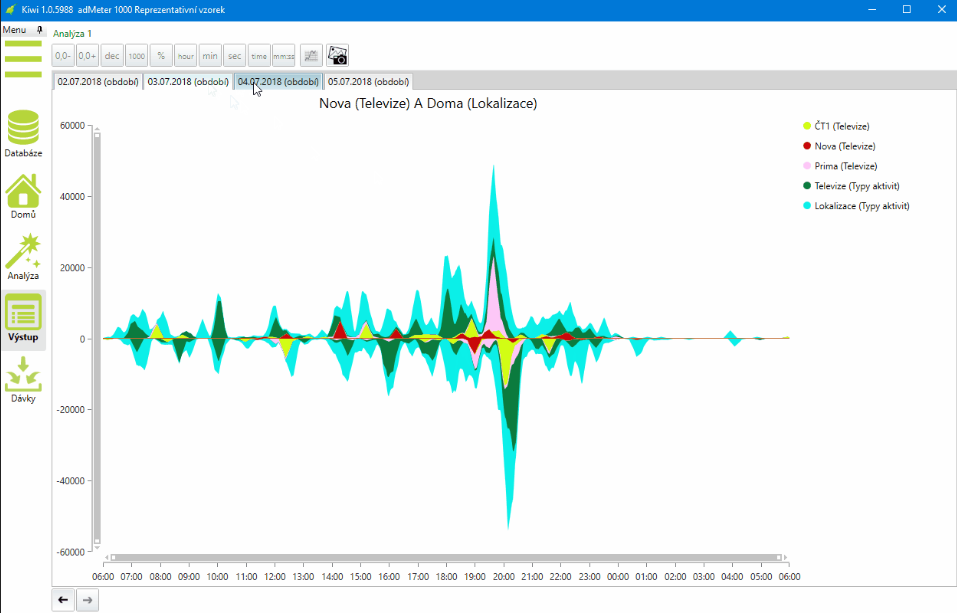 Kiwi 1.0.5988 adMeter 1000 Reprezentativní vzorek
Menu
Analýza 1
0,0- 0,0+ dec 1000 % hour min sec time mm:ss
02.07.2018 (období) 03.07.2018 (období) 04.07.2018 (období) 05.07.2018 (období)
Nova (Televize) A Doma (Lokalizace)
Databáze
Domů
Analýza
Výstup
Dávky
60000
40000
20000
0
-20000
-40000
-60000
ČT1 (Televize)
Nova (Televize)
Prima (Televize)
Televize (Typy aktivit)
Lokalizace (Typy aktivit)
06:00 07:00 08:00 09:00 10:00 11:00 12:00 13:00 14:00 15:00 16:00 17:00 18:00 19:00 20:00 21:00 22:00 23:00 00:00 01:00 02:00 03:00 04:00 05:00 06:00